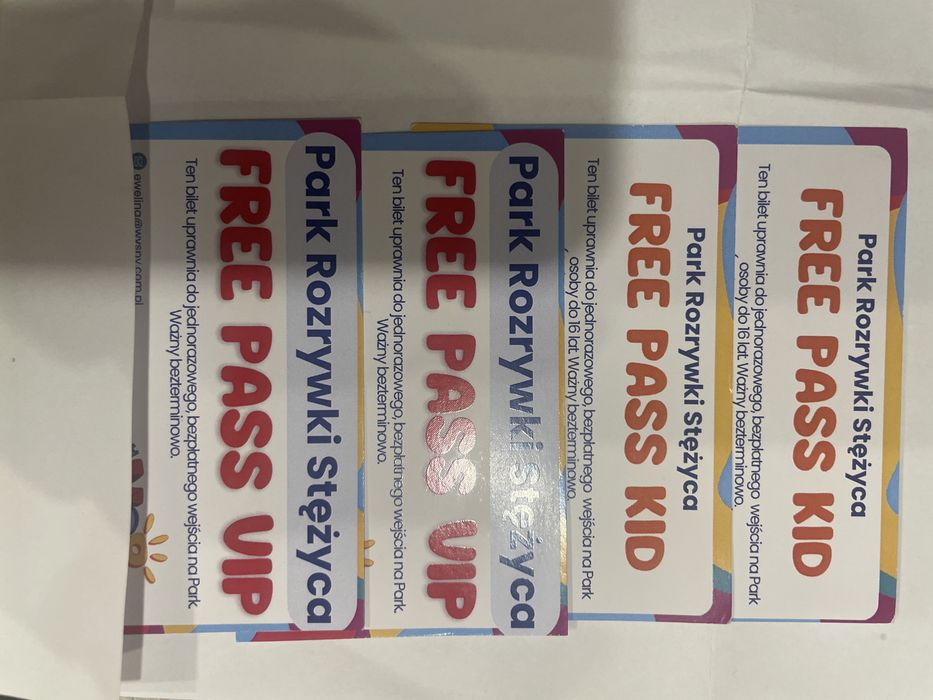 Park Rozrywki Stężyca
FREE PASS KID
Ten bilet uprawnia do jednorazowego, bezpłatnego wejścia na Park
, osoby do 16 lat. Ważny bezterminowo.
Park Rozrywki Stężyca
FREE PASS KID
Ten bilet uprawnia do jednorazowego, bezpłatnego wejścia na Park
, osoby do 16 lat. Ważny bezterminowo.
Park Rozrywki Stężyca
FREE PASS VIP
Ten bilet uprawnia do jednorazowego, bezpłatnego wejścia na Park.
Ważny bezterminowo.
Park Rozrywki Stężyca
FREE PASS VIP
Ten bilet uprawnia do jednorazowego, bezpłatnego wejścia na Park.
Ważny bezterminowo.